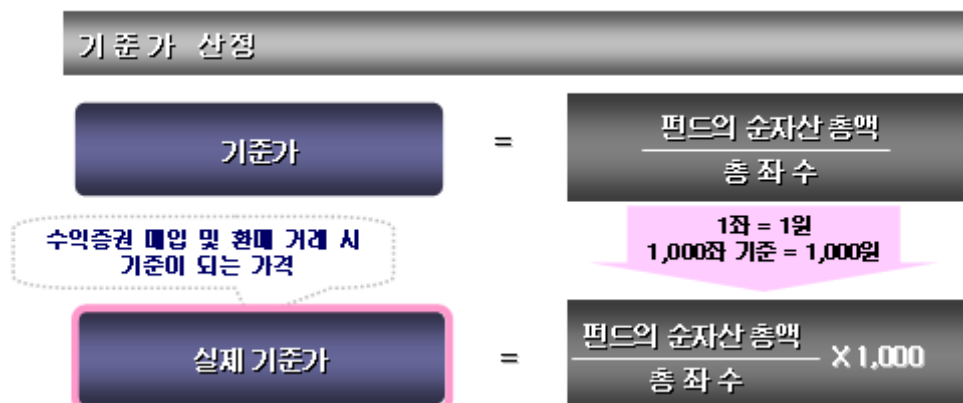 기준가 산정
기준가
=
펀드의 순자산 총액
총 좌 수
수익증권 매입 및 환매 거래 시
기준이 되는 가격
1좌 = 1원
1,000좌 기준 = 1,000원
실제 기준가
=
펀드의 순자산 총액
총 좌 수
X 1,000